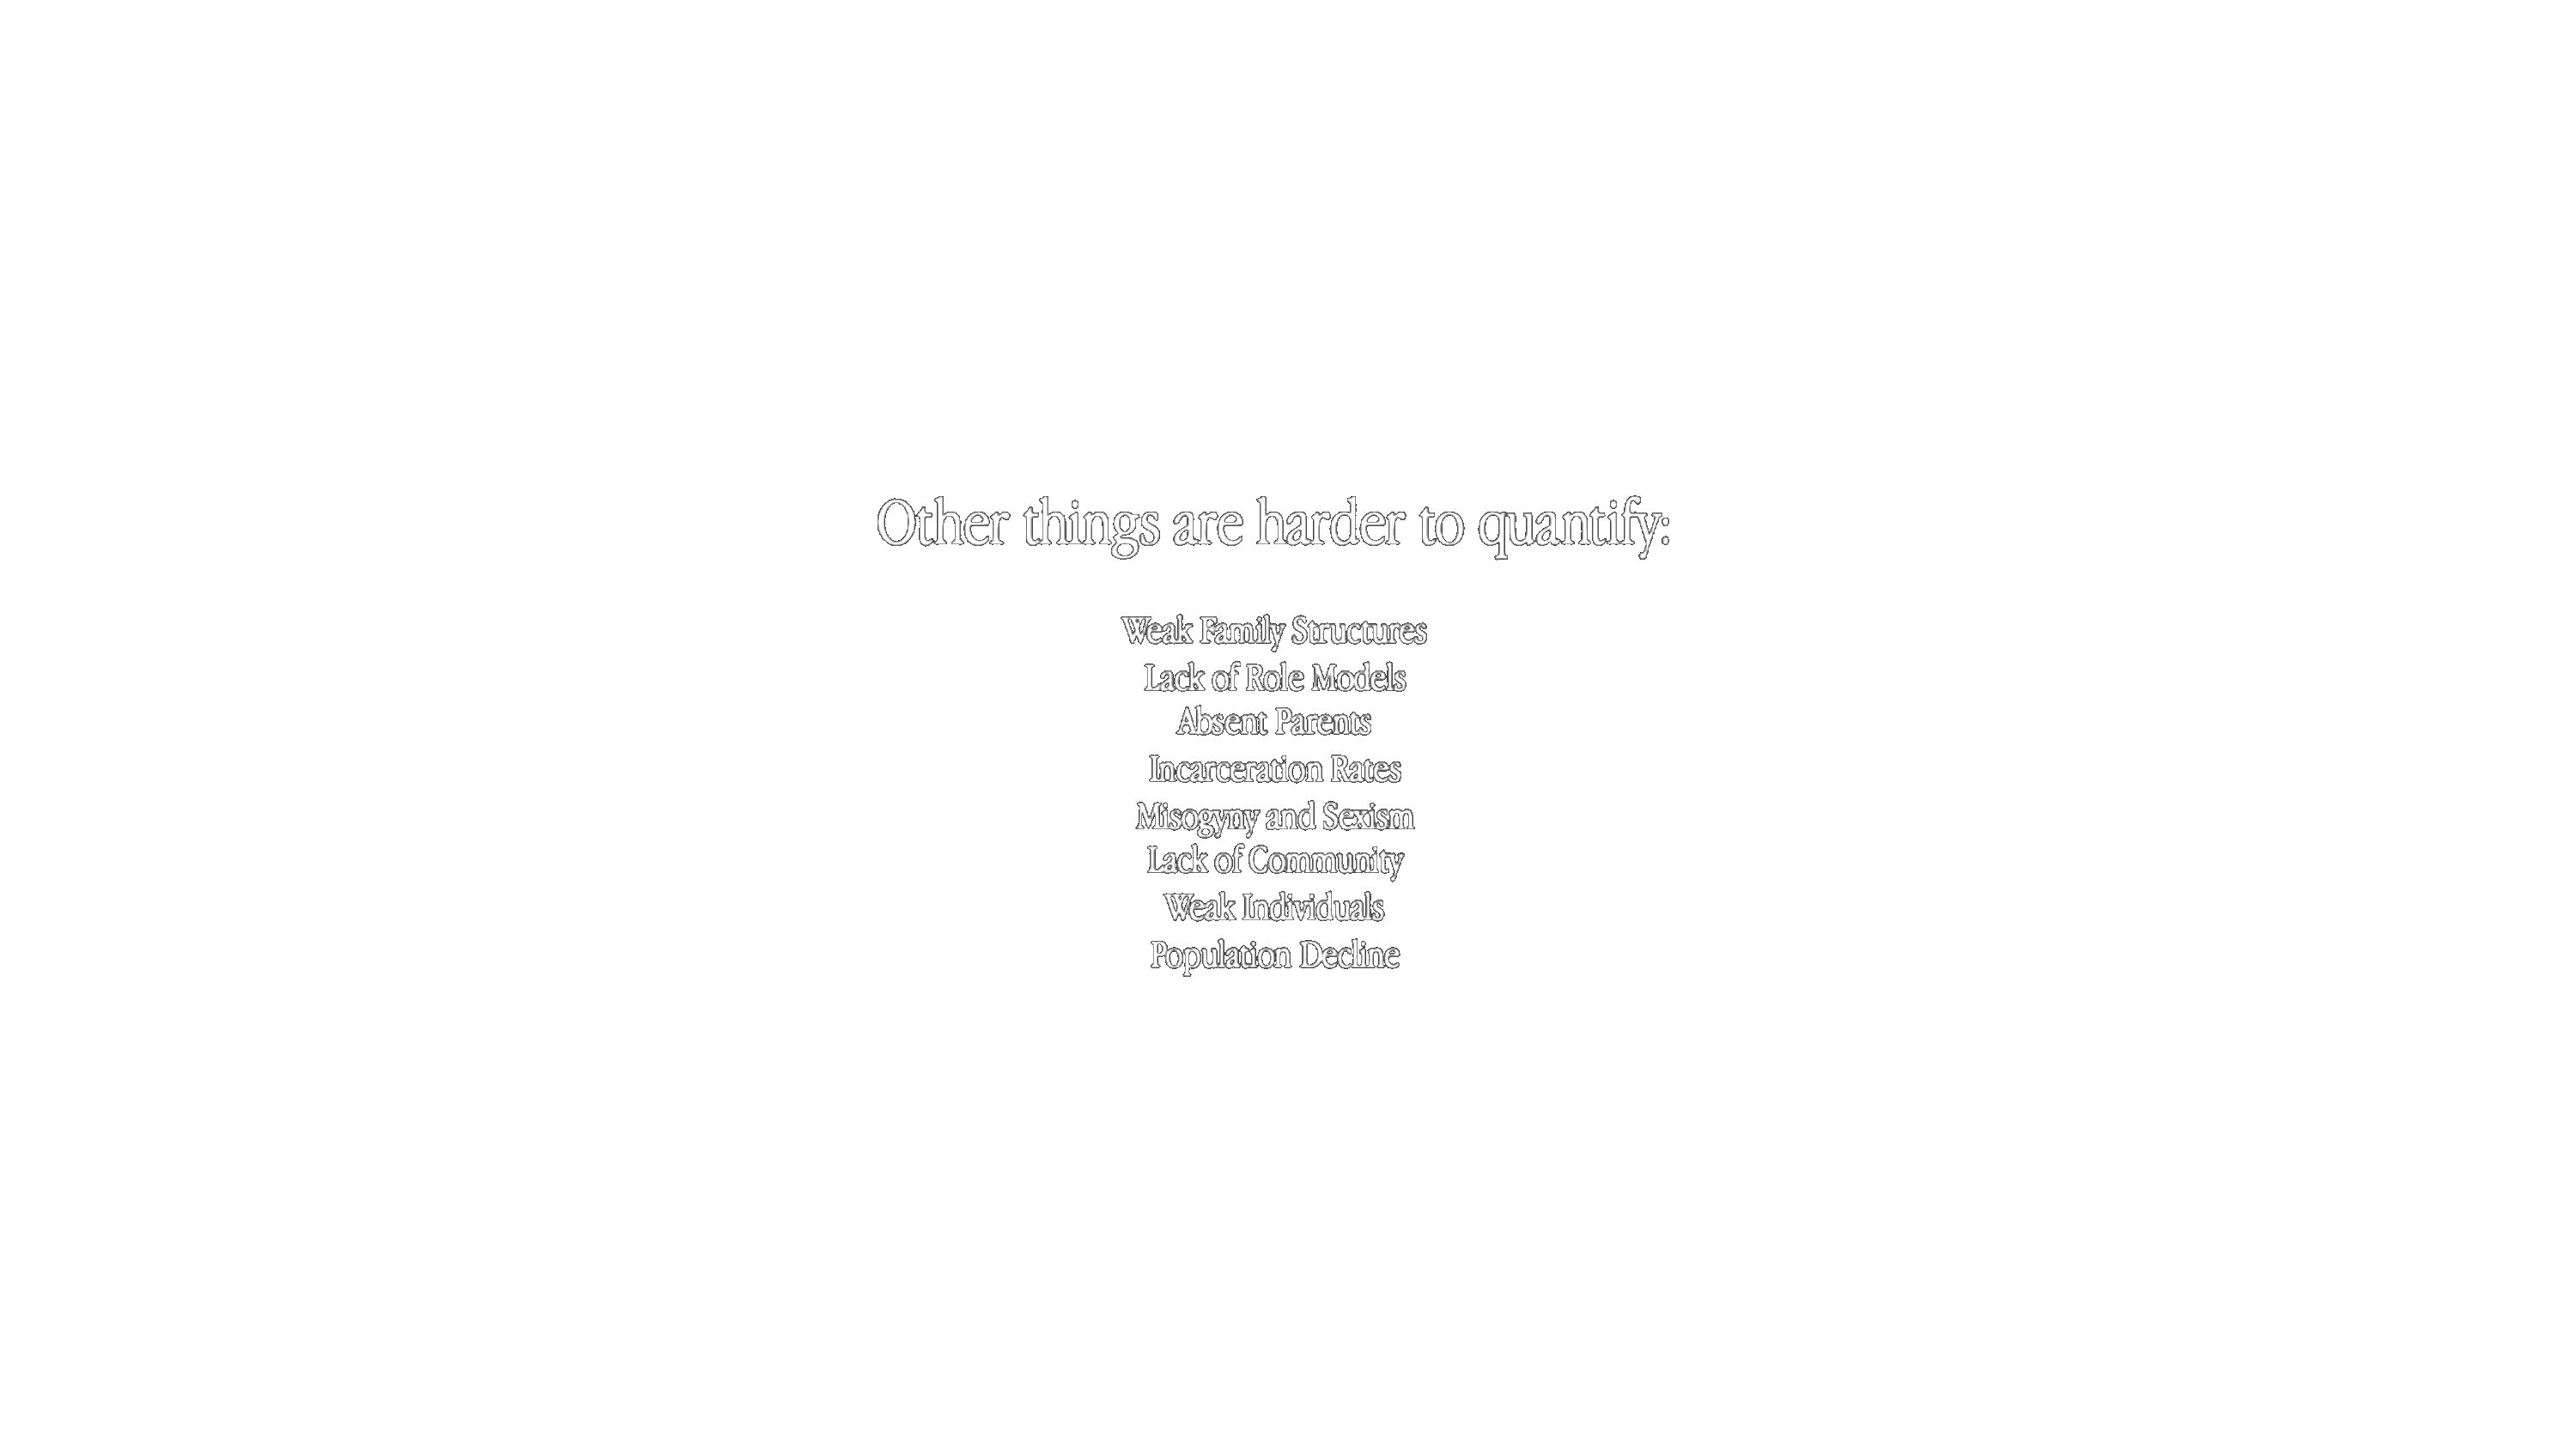 Other things are harder to quantify:
Weak Family Structures
Lack of Role Models
Absent Parents
Incarceration Rates
Misogyny and Sexism
Lack of Community
Weak Individuals
Population Decline